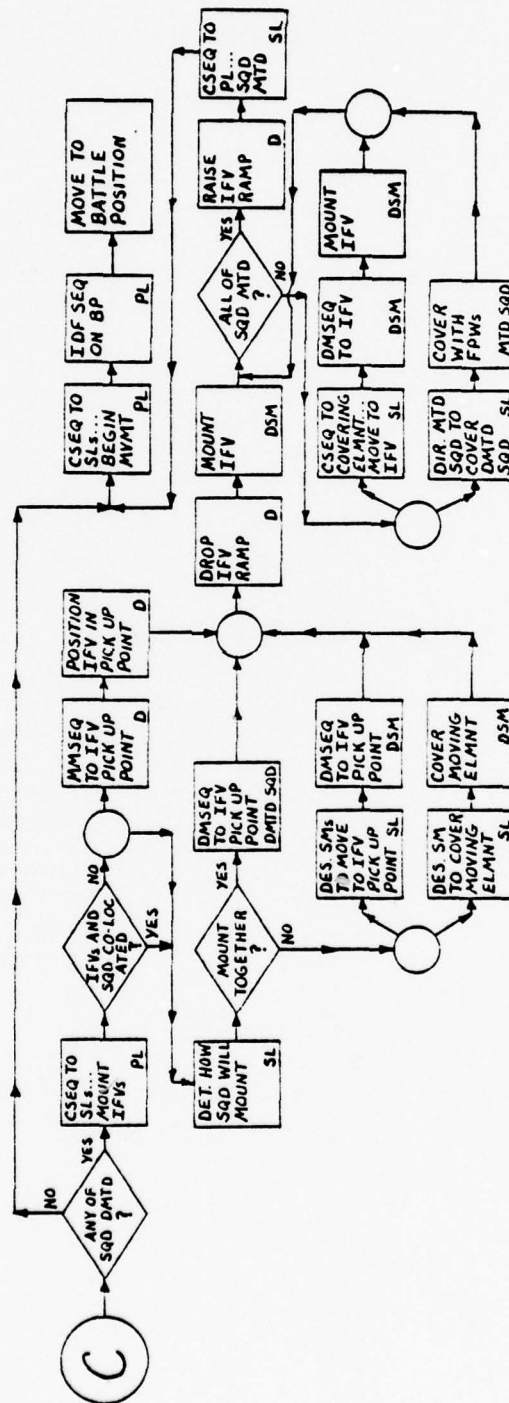 C
ANY OF
SQD DMTD
?
NO
YES
CSEQ TO
SLs...
MOUNT
IFVs
PL
IFVS AND
SQD CO-LOC
ATED
?
NO
YES
MMSEQ
TO IFV
PICK UP
POINT
D
POSITION
IFV IN
PICK UP
POINT
D
CSEQ TO
SLs...
BEGIN
MVMT
PL
IDF SEQ
ON BP
PL
MOVE TO
BATTLE
POSITION
DET. HOW
SQD WILL
MOUNT
SL
MOUNT
TOGETHER
?
YES
NO
DMSEQ
TO IFV
PICK UP
POINT
DMTD SQD
DROP
IFV
RAMP
D
MOUNT
IFV
DSM
ALL OF
SQD MTD
?
YES
NO
RAISE
IFV
RAMP
D
CSEQ TO
PL...
SQD
MTD
SL
DES. SMs
TO MOVE
TO IFV
PICK UP
POINT SL
DMSEQ
TO IFV
PICK UP
POINT
DSM
DES. SM
TO COVER
MOVING
ELMNT
SL
COVER
MOVING
ELMNT
DSM
CSEQ TO
COVERING
ELMNT...
MOVE TO
IFV SL
DMSEQ
TO IFV
DSM
MOUNT
IFV
DSM
DIR. MTD
SQD TO
COVER
DMTD
SQD SL
COVER
WITH
FPWs
MTD SQD